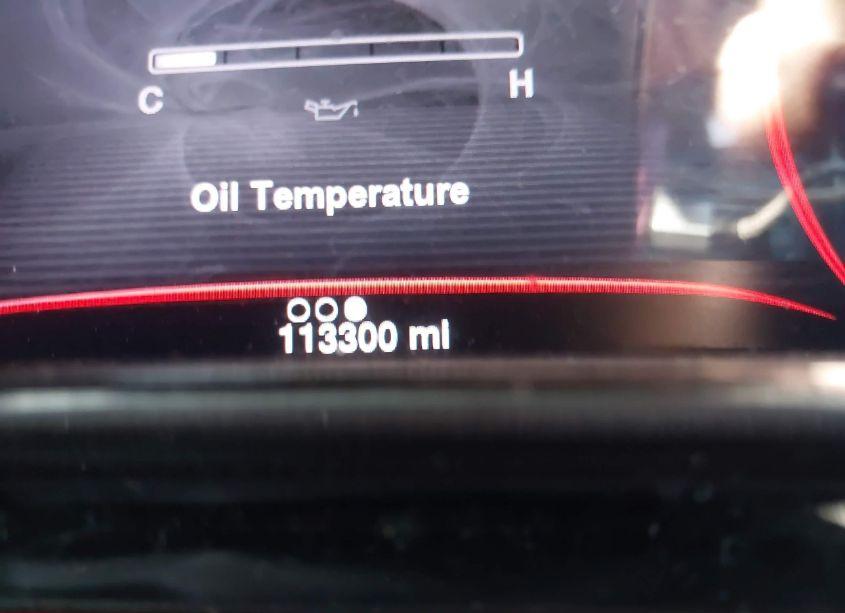 C H
Oil Temperature
113300 mi